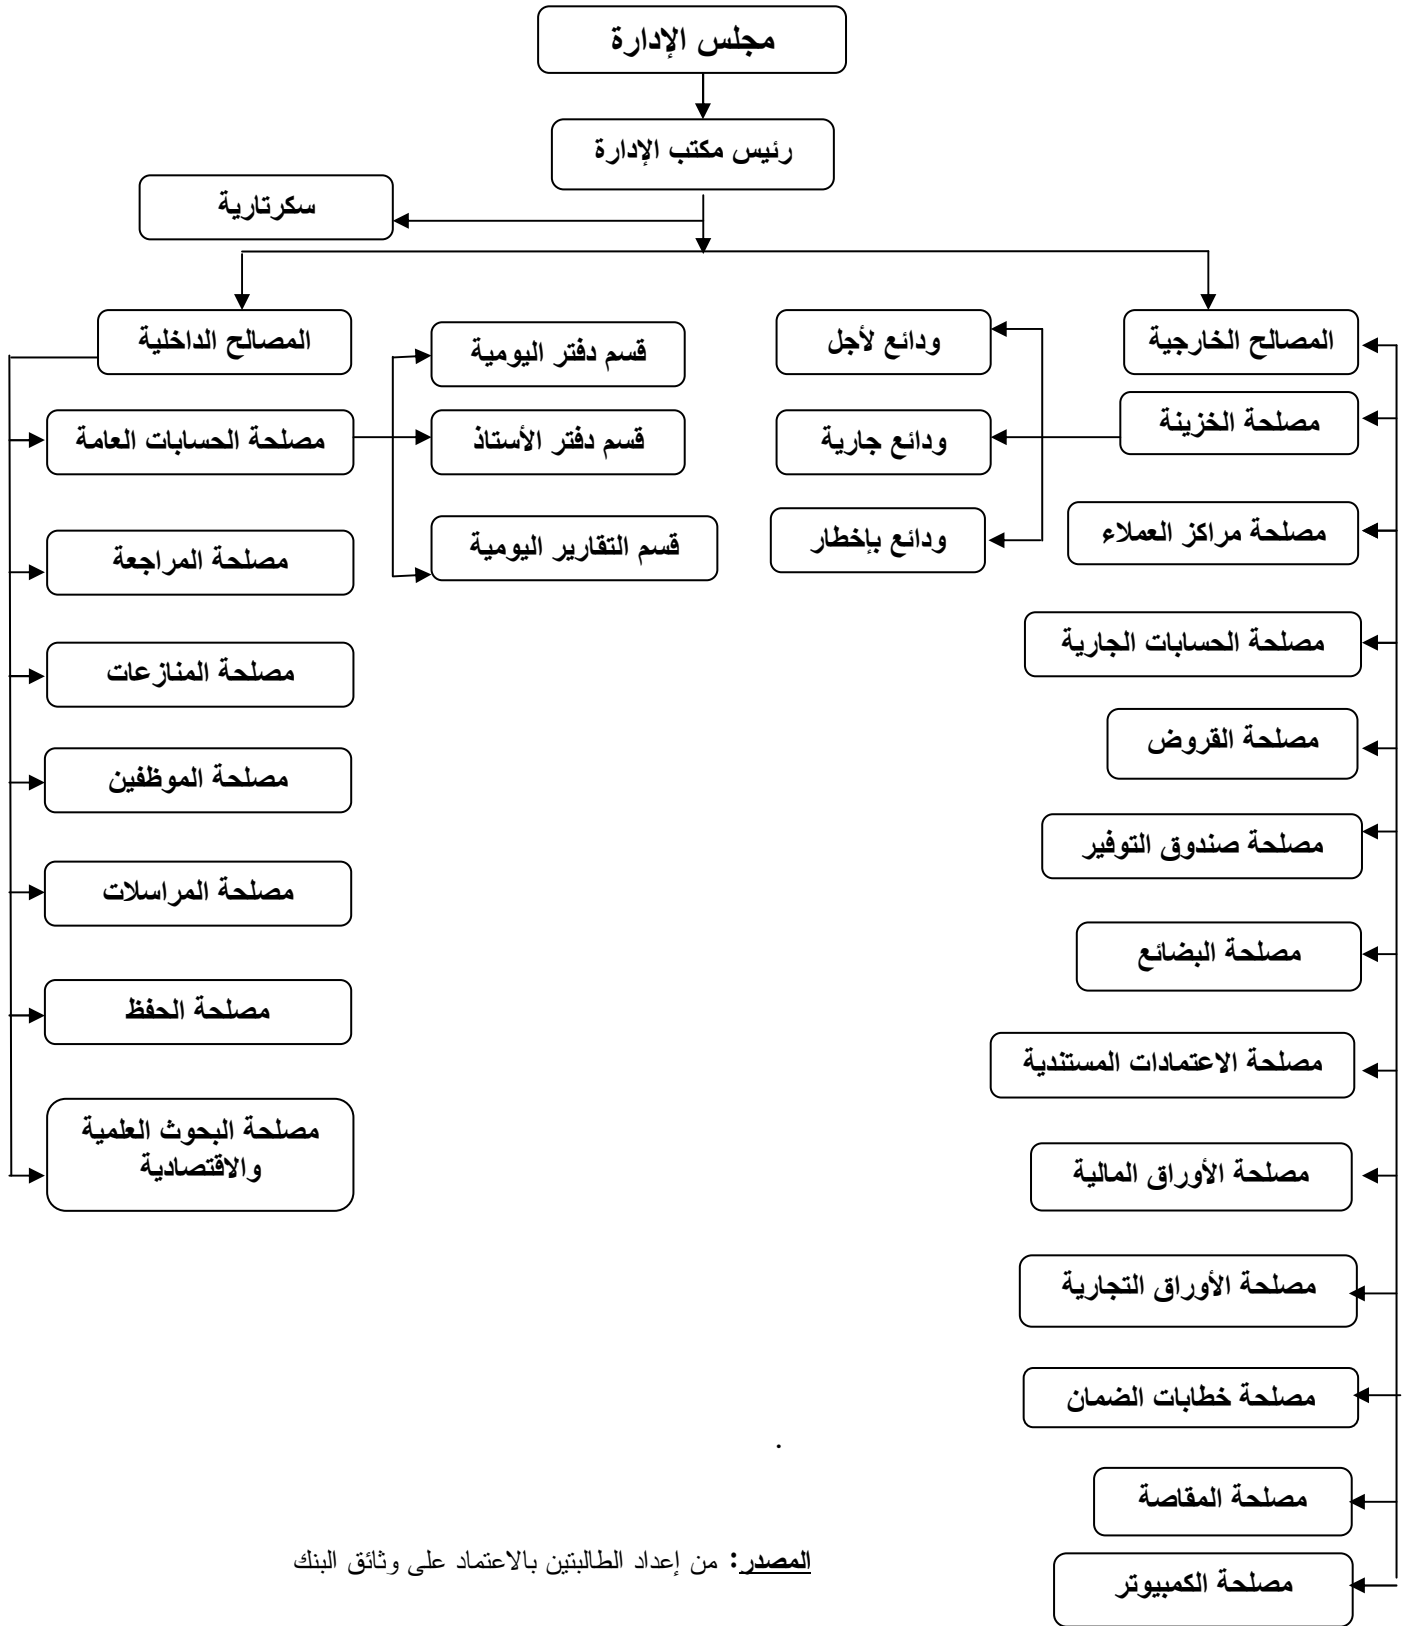 مجلس الإدارة
رئيس مكتب الإدارة
سكرتارية
المصالح الخارجية
ودائع لأجل
قسم دفتر اليومية
المصالح الداخلية
مصلحة الخزينة
ودائع جارية
قسم دفتر الأستاذ
مصلحة الحسابات العامة
مصلحة مراكز العملاء
ودائع بإخطار
قسم التقارير اليومية
مصلحة المراجعة
مصلحة الحسابات الجارية
مصلحة المنازعات
مصلحة القروض
مصلحة الموظفين
مصلحة صندوق التوفير
مصلحة المراسلات
مصلحة البضائع
مصلحة الحفظ
مصلحة الاعتمادات المستندية
مصلحة البحوث العلمية
والاقتصادية
مصلحة الأوراق المالية
مصلحة الأوراق التجارية
مصلحة خطابات الضمان
.
مصلحة المقاصة
المصدر: من إعداد الطالبتين بالاعتماد على وثائق البنك
مصلحة الكمبيوتر